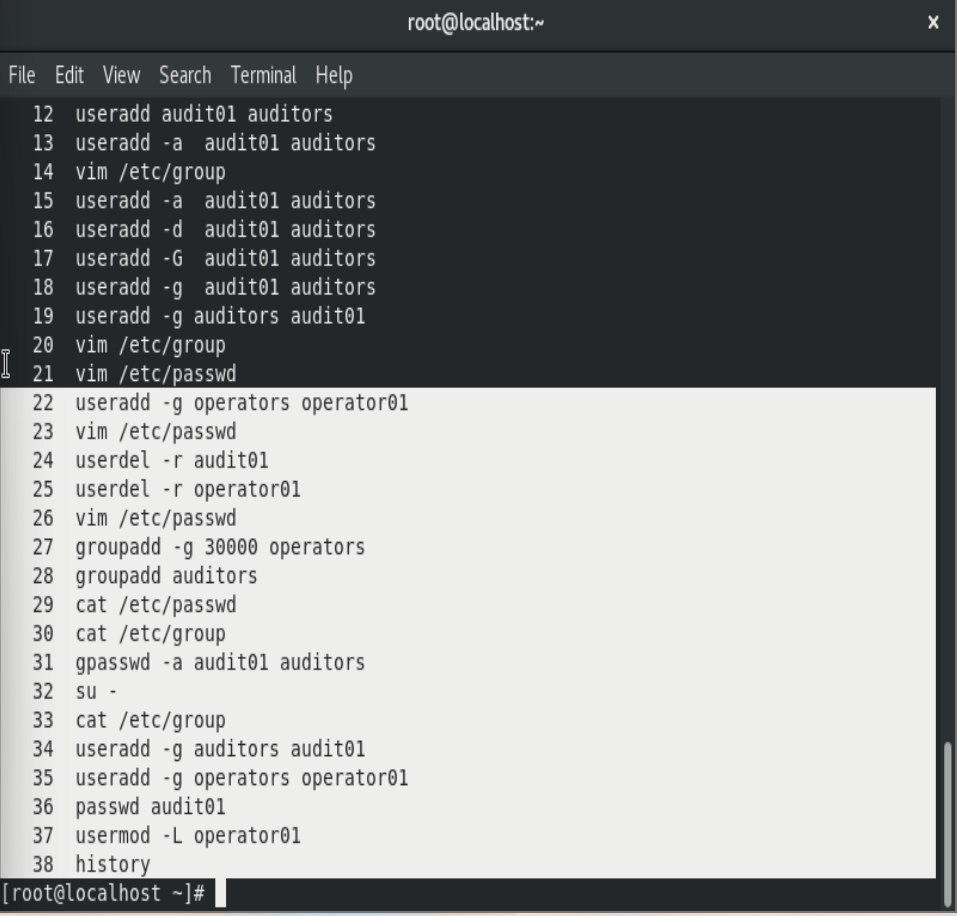 root@localhost:~ ×
File Edit View Search Terminal Help
12 useradd audit01 auditors
13 useradd -a  audit01 auditors
14 vim /etc/group
15 useradd -a  audit01 auditors
16 useradd -d  audit01 auditors
17 useradd -G  audit01 auditors
18 useradd -g  audit01 auditors
19 useradd -g auditors audit01
20 vim /etc/group
21 vim /etc/passwd
22 useradd -g operators operator01
23 vim /etc/passwd
24 userdel -r audit01
25 userdel -r operator01
26 vim /etc/passwd
27 groupadd -g 30000 operators
28 groupadd auditors
29 cat /etc/passwd
30 cat /etc/group
31 gpasswd -a audit01 auditors
32 su -
33 cat /etc/group
34 useradd -g auditors audit01
35 useradd -g operators operator01
36 passwd audit01
37 usermod -L operator01
38 history
[root@localhost ~]#